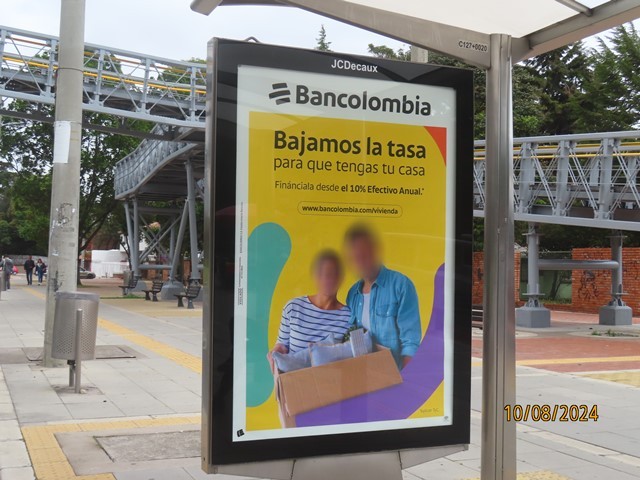 C127+0020
JCDecaux
Bancolombia
Bajamos la tasa
para que tengas tu casa
Fináncialа desde el 10% Efectivo Anual.*
www.bancolombia.com/vivienda
10/08/2024